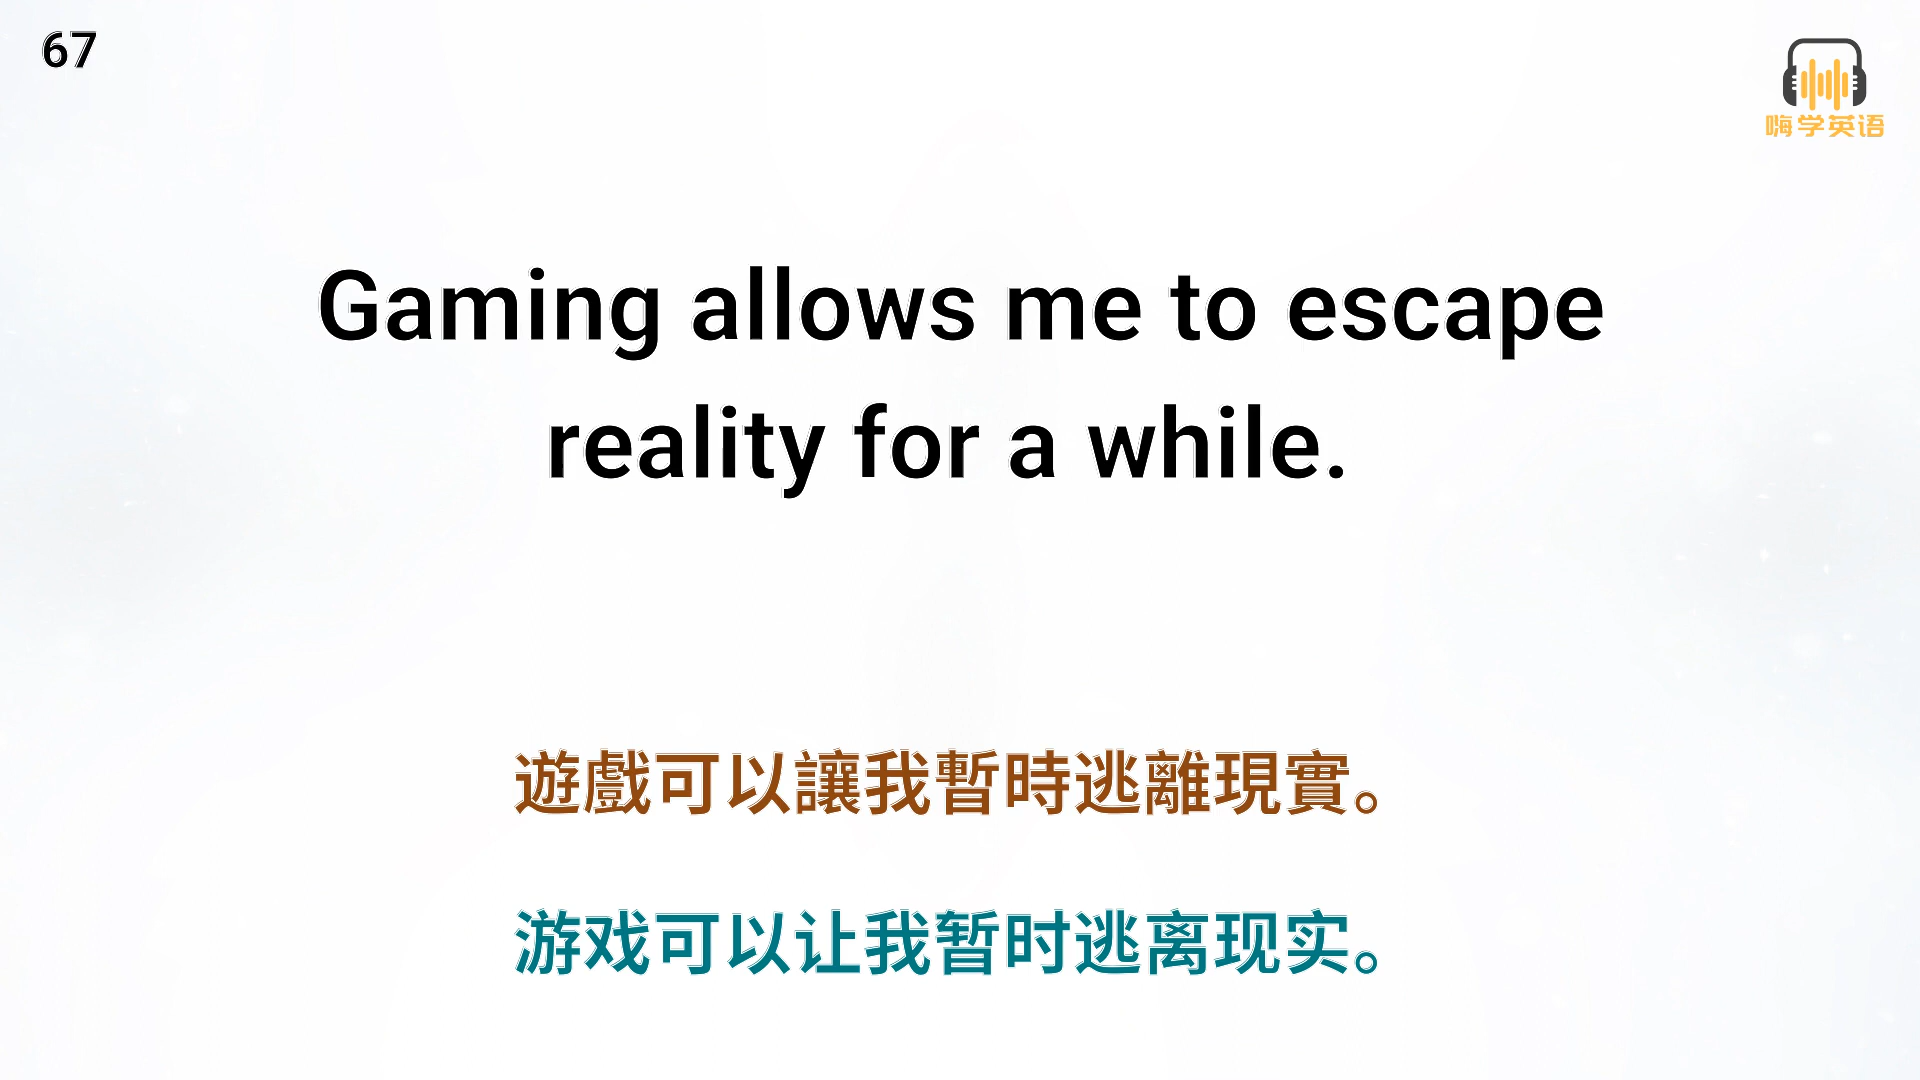 67
嗨学英语
Gaming allows me to escape
reality for a while.
遊戲可以讓我暫時逃離現實。
游戏可以让我暂时逃离现实。